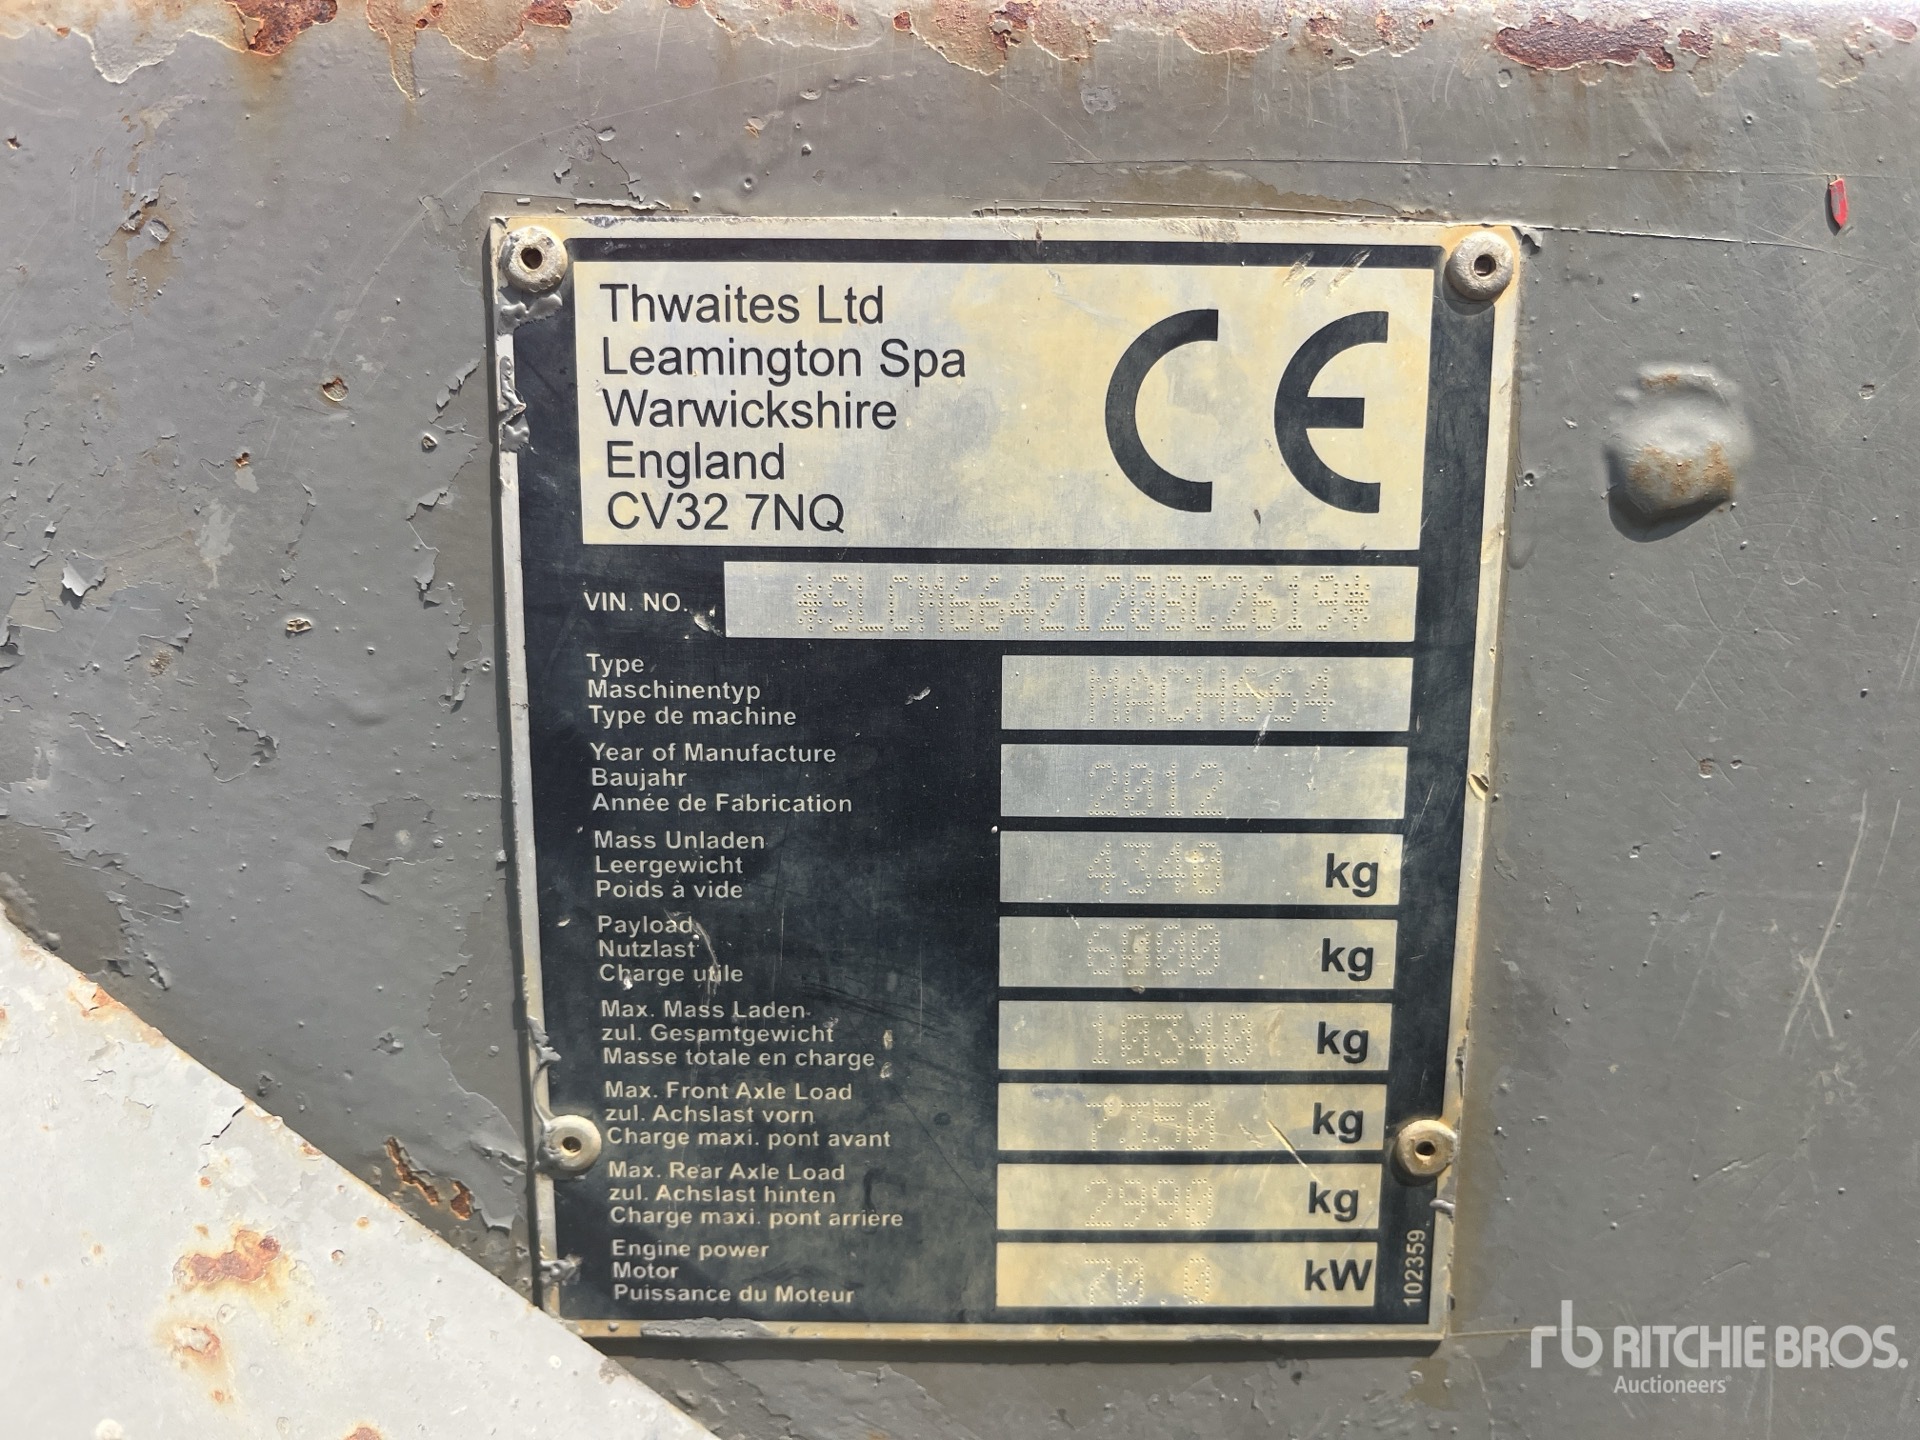 Thwaites Ltd
Leamington Spa
Warwickshire
England
CV32 7NQ
CE
VIN. NO.
Type MACH664
Maschinentyp
Type de machine
Year of Manufacture 2012
Baujahr
Année de Fabrication
Mass Unladen 4340 kg
Leergewicht
Poids à vide
Payload 6000 kg
Nutzlast
Charge utile
Max. Mass Laden 10340 kg
zul. Gesamtgewicht
Masse totale en charge
Max. Front Axle Load 7350 kg
zul. Achslast vorn
Charge maxi. pont avant
Max. Rear Axle Load 2990 kg
zul. Achslast hinten
Charge maxi. pont arriere
Engine power 70.0 kW
Motor
Puissance du Moteur
102359
rb RITCHIE BROS.
Auctioneers